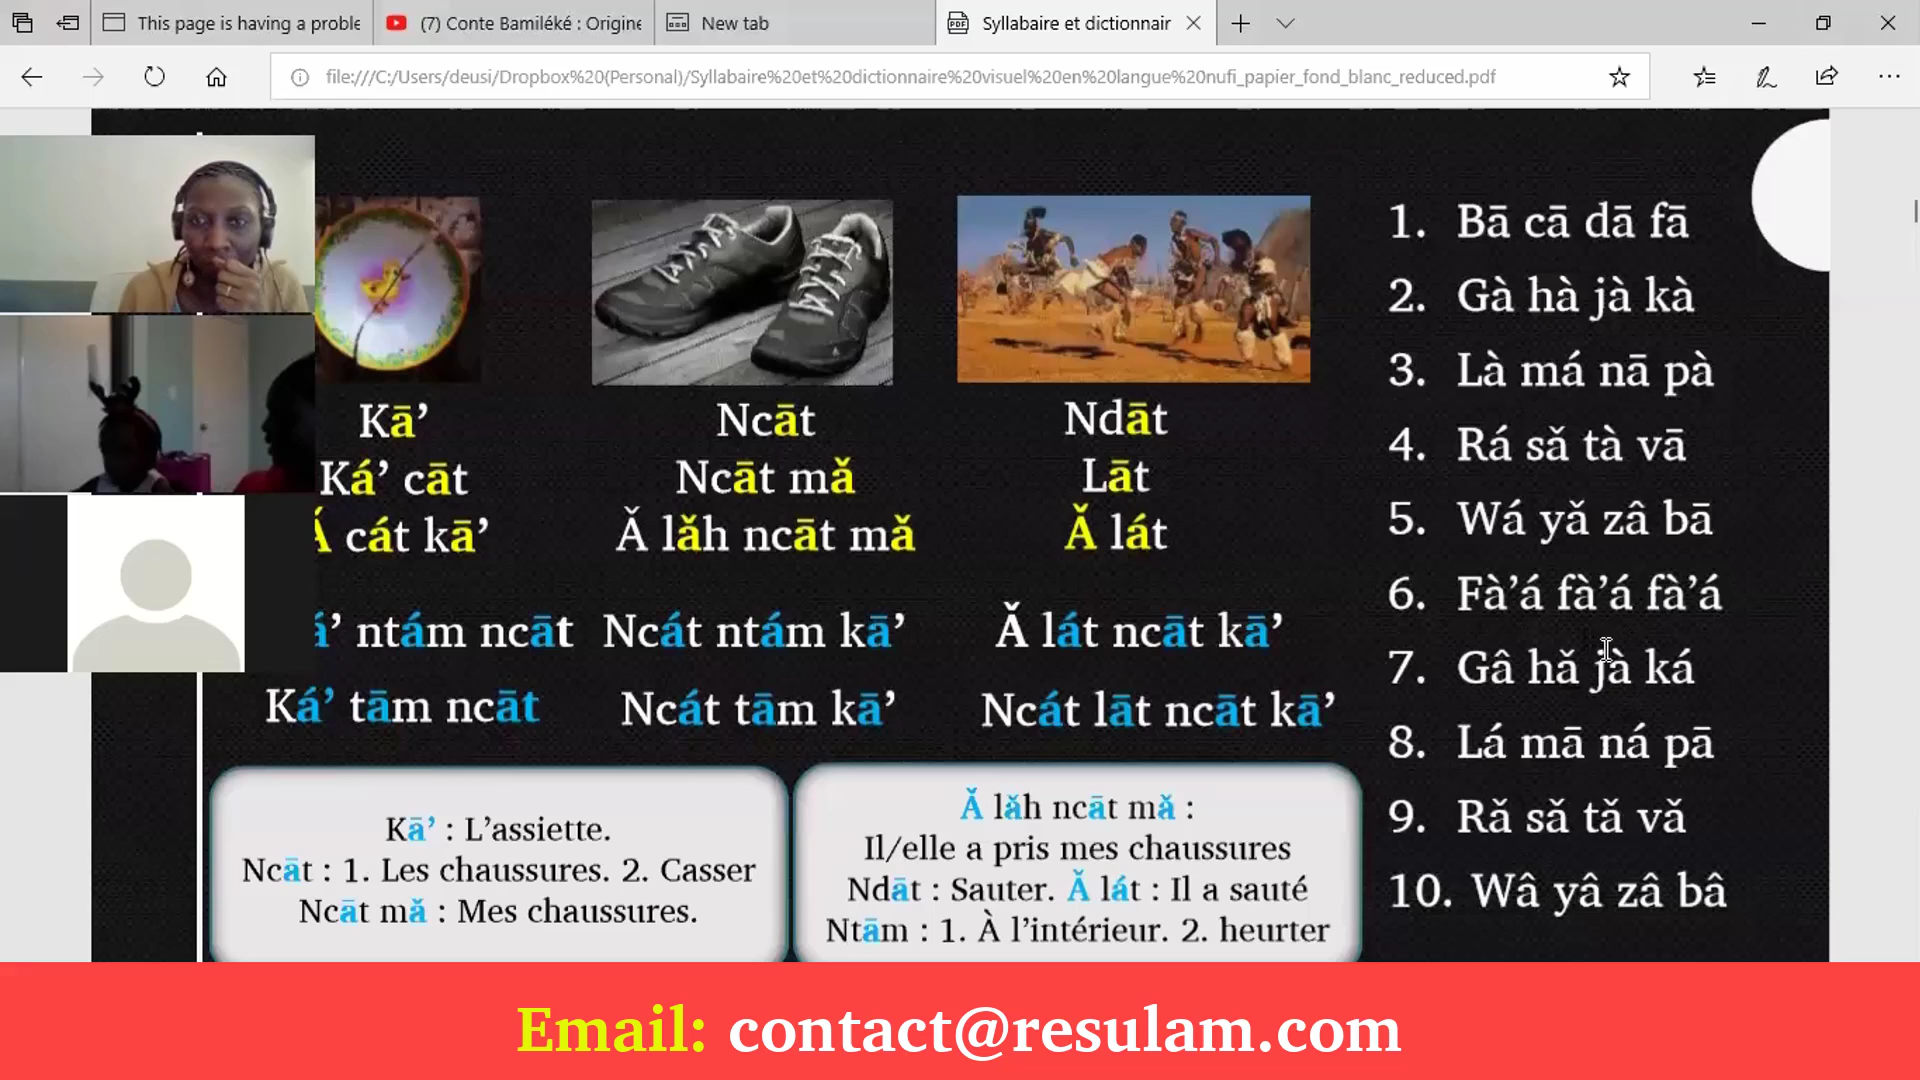 This page is having a proble
(7) Conte Bamiléké : Origine
New tab
Syllabaire et dictionnair
file:///C:/Users/deusi/Dropbox%20(Personal)/Syllabaire%20et%20dictionnaire%20visuel%20en%20langue%20nufi_papier_fond_blanc_reduced.pdf
Kā’
Ká’ cāt
Á cát kā’
á’ ntám ncāt
Ká’ tām ncāt
Ncāt
Ncāt mǎ
Ǎ lǎh ncāt mǎ
Ncát ntám kā’
Ncát tām kā’
Ndāt
Lāt
Ǎ lát
Ǎ lát ncāt kā’
Ncát lāt ncāt kā’
Kā’ : L’assiette.
Ncāt : 1. Les chaussures. 2. Casser
Ncāt mǎ : Mes chaussures.
Ǎ lǎh ncāt mǎ :
Il/elle a pris mes chaussures
Ndāt : Sauter. Ǎ lát : Il a sauté
Ntām : 1. À l’intérieur. 2. heurter
1. Bā cā dā fā
2. Gà hà jà kà
3. Là má nā pà
4. Rá sǎ tà vā
5. Wá yǎ zâ bā
6. Fà’á fà’á fà’á
7. Gâ hǎ jà ká
8. Lá mā ná pā
9. Rǎ sǎ tǎ vǎ
10. Wâ yâ zâ bâ
Email: contact@resulam.com